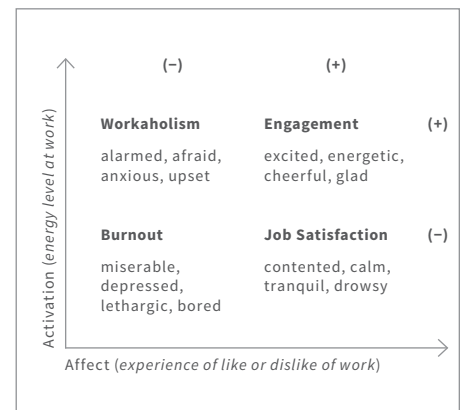 (−) (+)
Workaholism Engagement (+)
alarmed, afraid, excited, energetic,
anxious, upset cheerful, glad
Burnout Job Satisfaction (−)
miserable, contented, calm,
depressed, tranquil, drowsy
lethargic, bored
Activation (energy level at work)
Affect (experience of like or dislike of work)